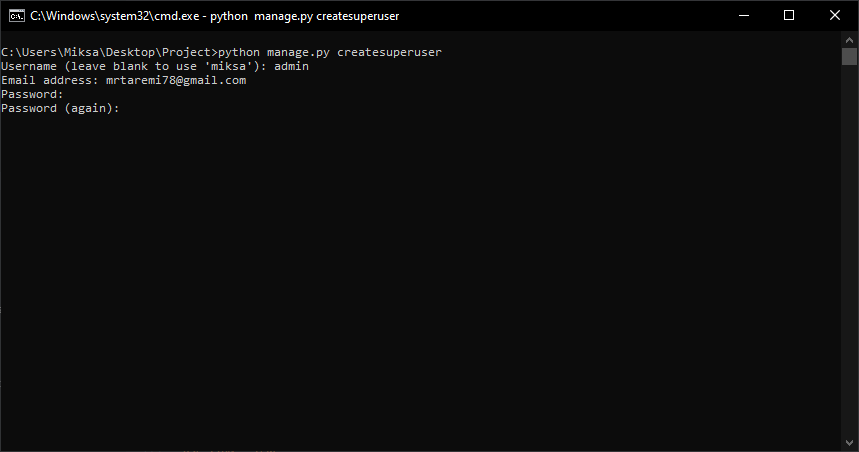 C:\Windows\system32\cmd.exe - python  manage.py createsuperuser
C:\Users\Miksa\Desktop\Project>python manage.py createsuperuser
Username (leave blank to use 'miksa'): admin
Email address: mrtaremi78@gmail.com
Password:
Password (again):